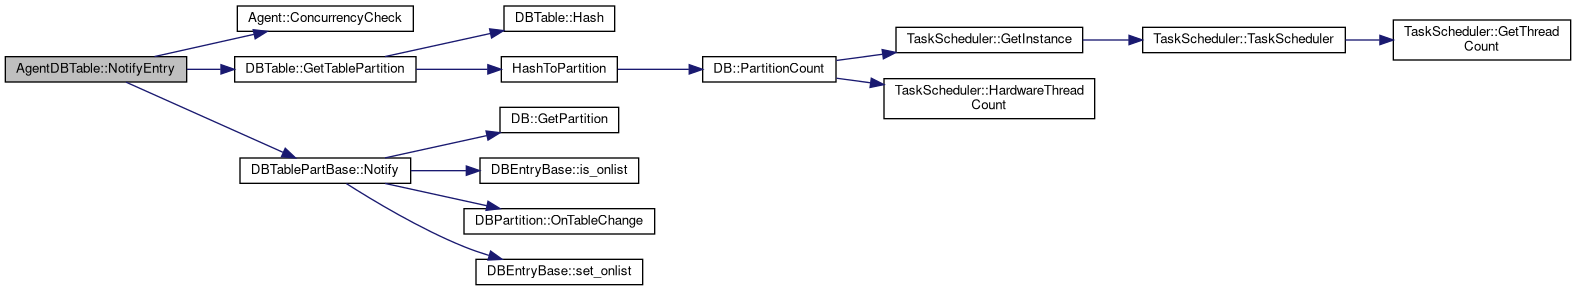 AgentDBTable::NotifyEntry
Agent::ConcurrencyCheck
DBTable::GetTablePartition
DBTable::Hash
HashToPartition
DB::PartitionCount
TaskScheduler::GetInstance
TaskScheduler::TaskScheduler
TaskScheduler::GetThread
Count
TaskScheduler::HardwareThread
Count
DBTablePartBase::Notify
DB::GetPartition
DBEntryBase::is_onlist
DBPartition::OnTableChange
DBEntryBase::set_onlist